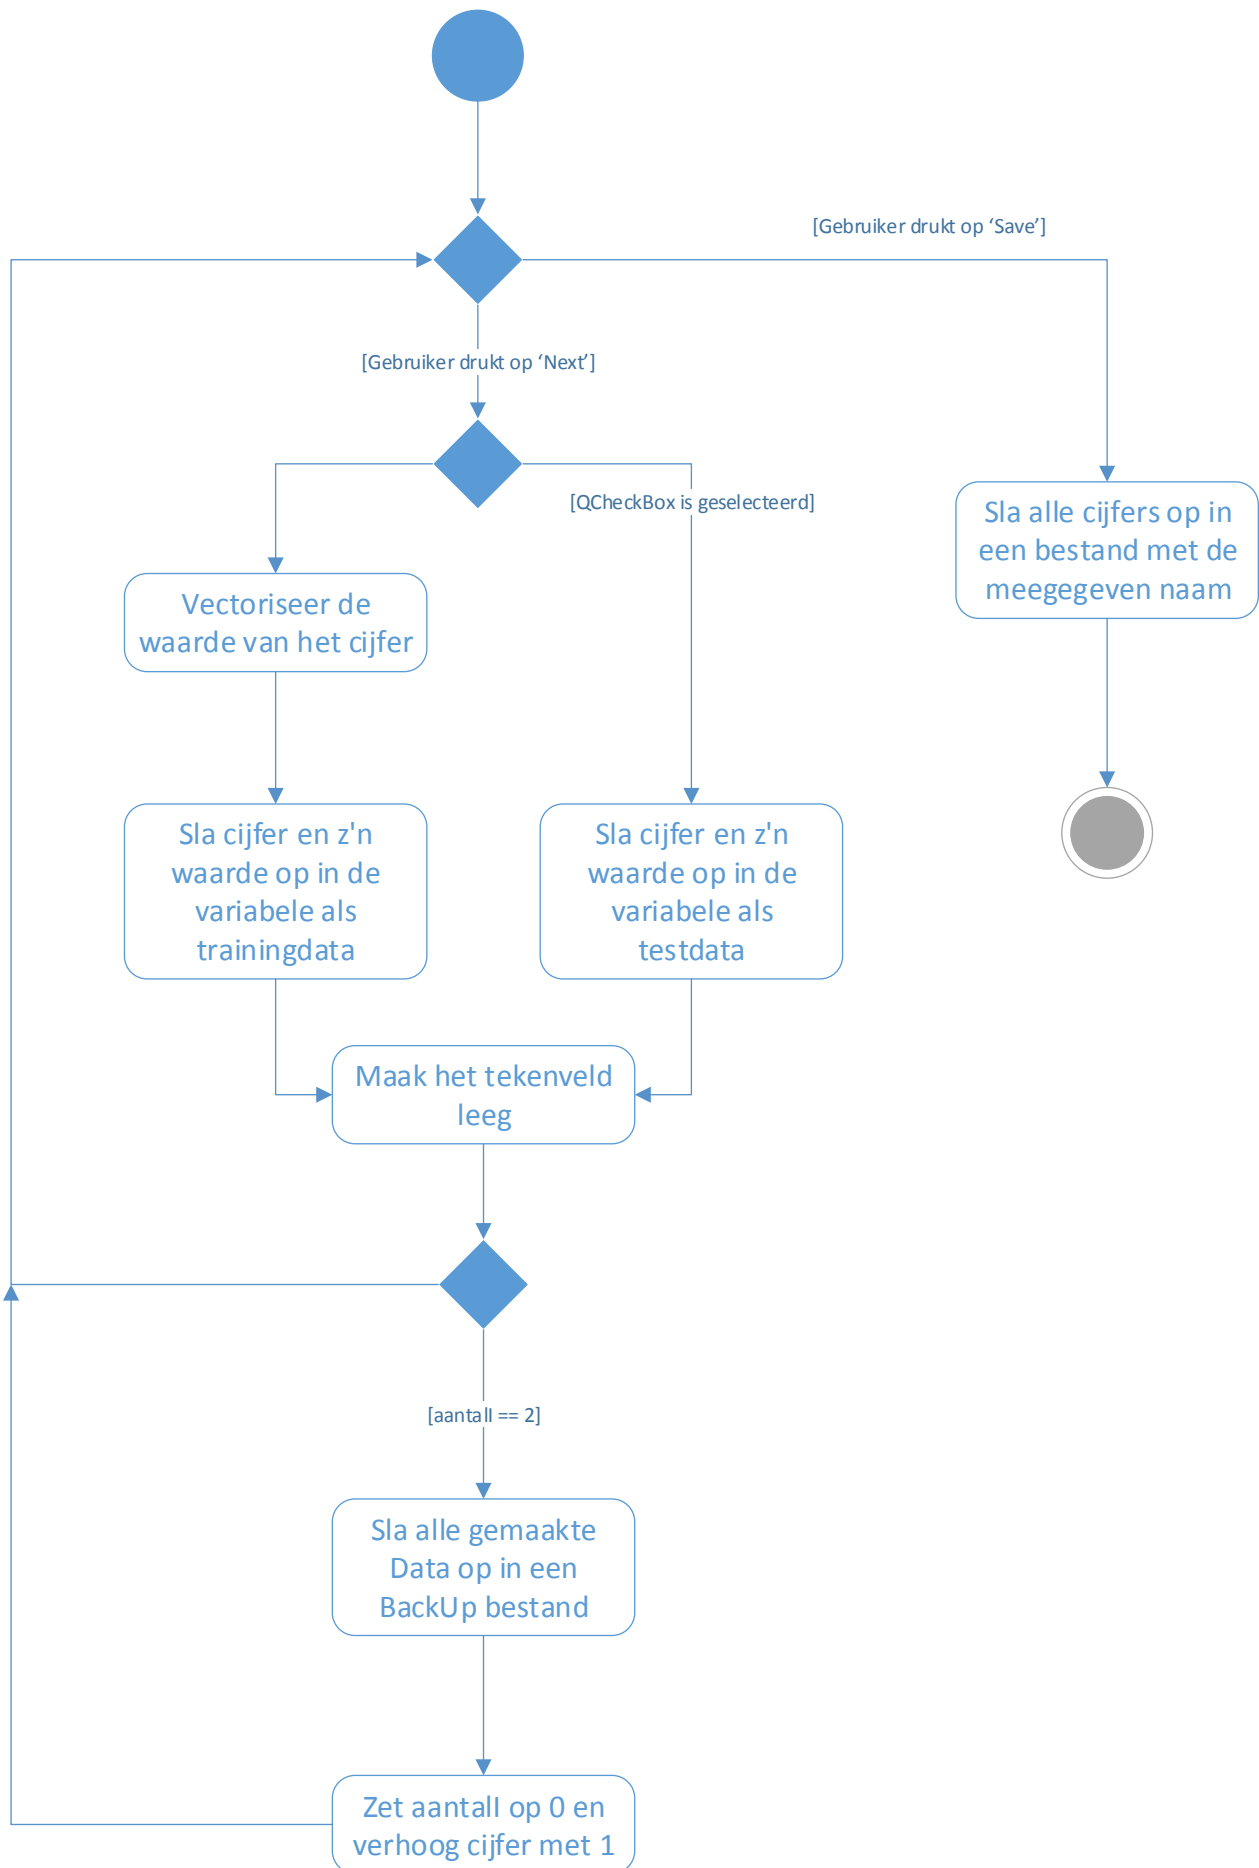 [Gebruiker drukt op ‘Save’]
[Gebruiker drukt op ‘Next’]
[QCheckBox is geselecteerd]
Sla alle cijfers op in
een bestand met de
meegegeven naam
Vectoriseer de
waarde van het cijfer
Sla cijfer en z'n
waarde op in de
variabele als
trainingdata
Sla cijfer en z'n
waarde op in de
variabele als
testdata
Maak het tekenveld
leeg
[aantalI == 2]
Sla alle gemaakte
Data op in een
BackUp bestand
Zet aantalI op 0 en
verhoog cijfer met 1